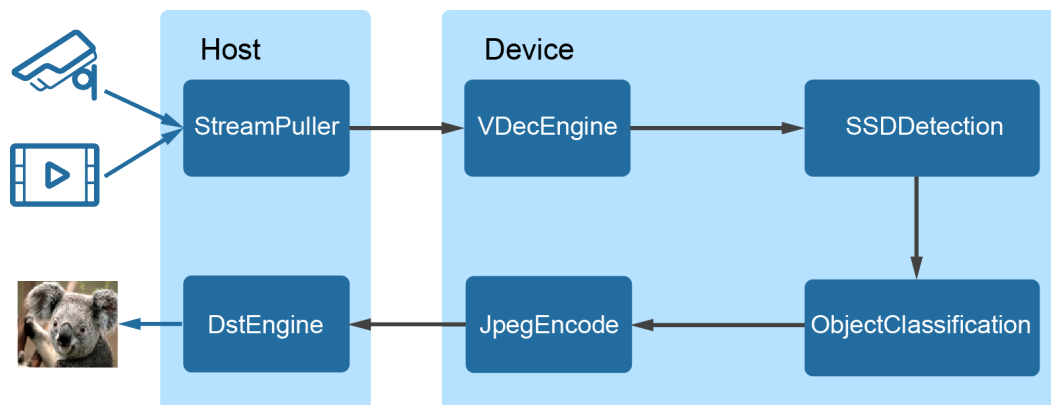 Host
Device
StreamPuller
VDecEngine
SSDDetection
DstEngine
JpegEncode
ObjectClassification